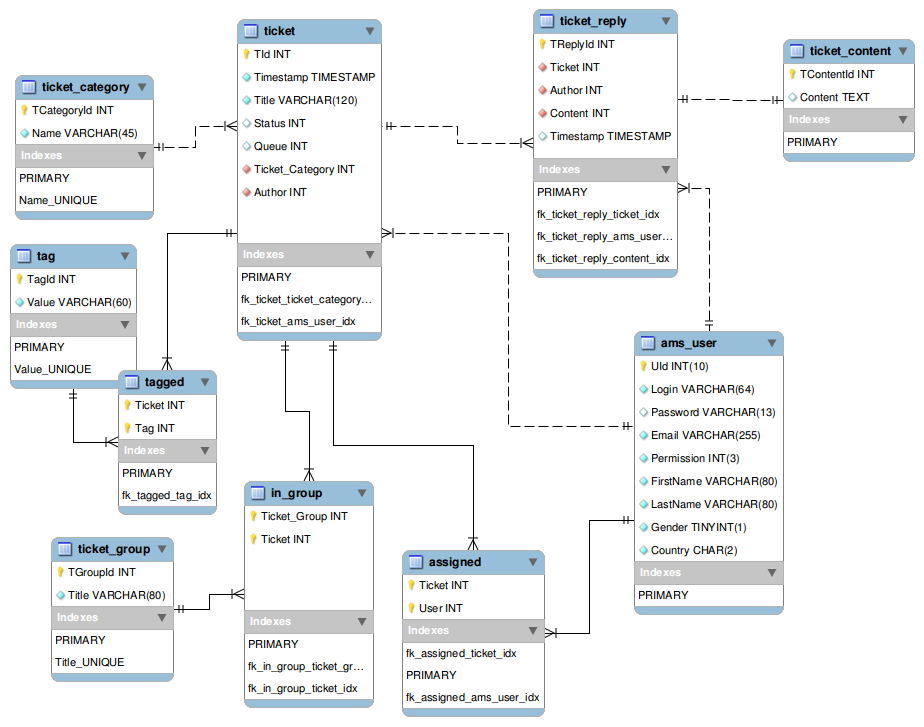 ticket
TId INT
Timestamp TIMESTAMP
Title VARCHAR(120)
Status INT
Queue INT
Ticket_Category INT
Author INT
Indexes
PRIMARY
fk_ticket_ticket_category...
fk_ticket_ams_user_idx
ticket_reply
TReplyId INT
Ticket INT
Author INT
Content INT
Timestamp TIMESTAMP
Indexes
PRIMARY
fk_ticket_reply_ticket_idx
fk_ticket_reply_ams_user...
fk_ticket_reply_content_idx
ticket_content
TContentId INT
Content TEXT
Indexes
PRIMARY
ticket_category
TCategoryId INT
Name VARCHAR(45)
Indexes
PRIMARY
Name_UNIQUE
tag
TagId INT
Value VARCHAR(60)
Indexes
PRIMARY
Value_UNIQUE
tagged
Ticket INT
Tag INT
Indexes
PRIMARY
fk_tagged_tag_idx
ams_user
UId INT(10)
Login VARCHAR(64)
Password VARCHAR(13)
Email VARCHAR(255)
Permission INT(3)
FirstName VARCHAR(80)
LastName VARCHAR(80)
Gender TINYINT(1)
Country CHAR(2)
Indexes
PRIMARY
in_group
Ticket_Group INT
Ticket INT
Indexes
PRIMARY
fk_in_group_ticket_gr...
fk_in_group_ticket_idx
ticket_group
TGroupId INT
Title VARCHAR(80)
Indexes
PRIMARY
Title_UNIQUE
assigned
Ticket INT
User INT
Indexes
fk_assigned_ticket_idx
PRIMARY
fk_assigned_ams_user_idx